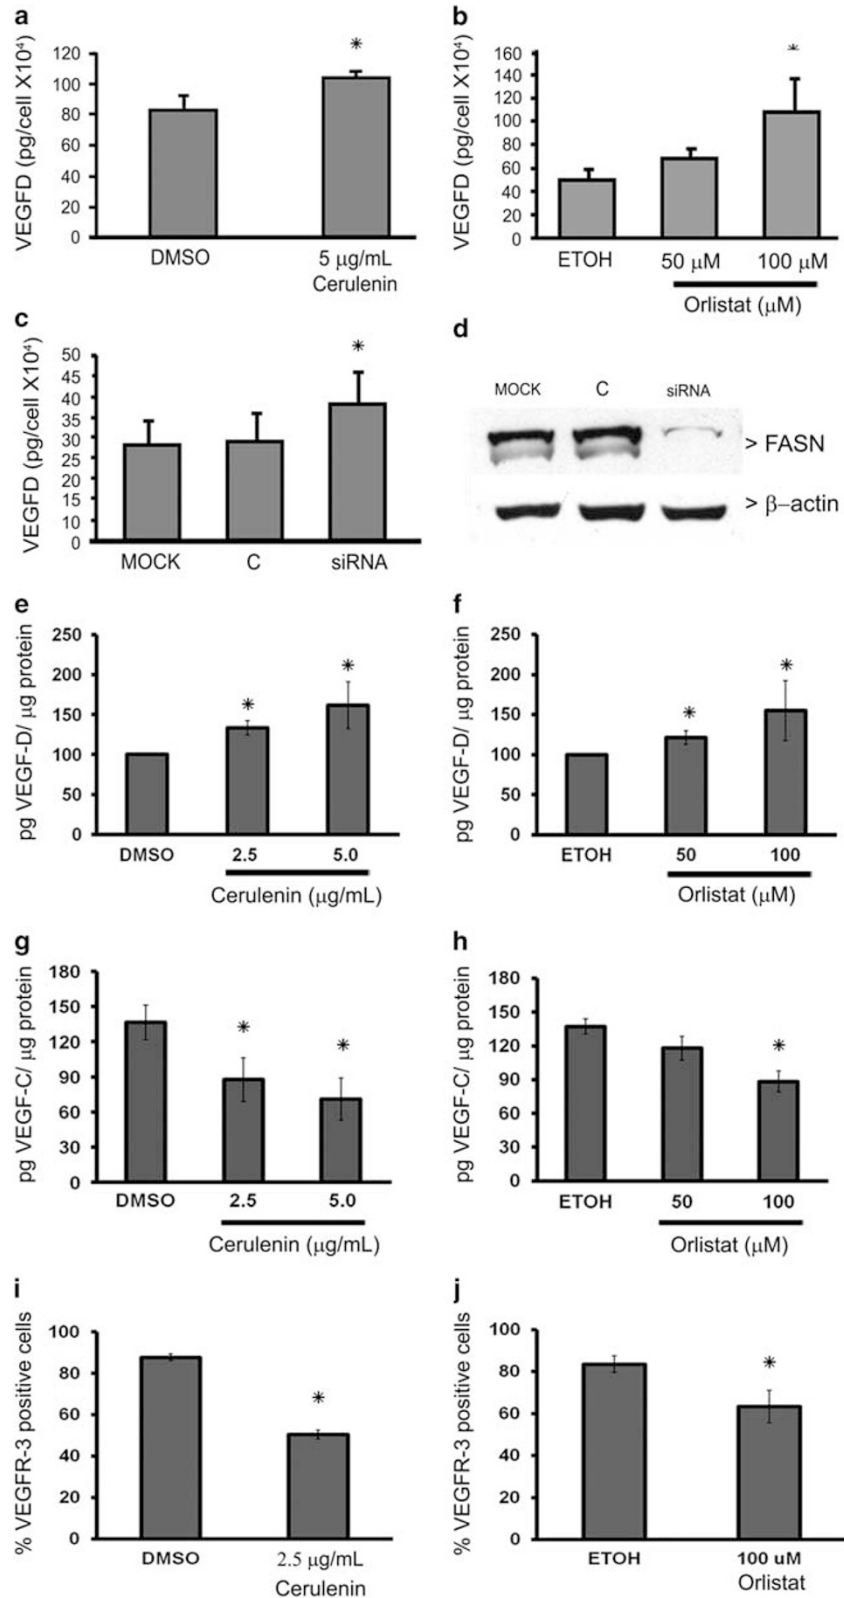 a
VEGFD (pg/cell X10⁴)
120
100
80
60
40
20
0
*
DMSO
5 µg/mL
Cerulenin
b
VEGFD (pg/cell X10⁴)
160
140
120
100
80
60
40
20
0
*
ETOH 50 µM 100 µM
Orlistat (µM)
c
VEGFD (pg/cell X10⁴)
50
45
40
35
30
25
20
15
10
0
*
MOCK C siRNA
d
MOCK C siRNA
> FASN
> β–actin
e
pg VEGF-D/ µg protein
250
200
150
100
50
0
* *
DMSO 2.5 5.0
Cerulenin (µg/mL)
f
pg VEGF-D/ µg protein
250
200
150
100
50
0
* *
ETOH 50 100
Orlistat (µM)
g
pg VEGF-C/ µg protein
180
150
120
90
60
30
0
* *
DMSO 2.5 5.0
Cerulenin (µg/mL)
h
pg VEGF-C/ µg protein
180
150
120
90
60
30
0
*
ETOH 50 100
Orlistat (µM)
i
% VEGFR-3 positive cells
100
80
60
40
20
0
*
DMSO 2.5 µg/mL
Cerulenin
j
% VEGFR-3 positive cells
100
80
60
40
20
0
*
ETOH 100 uM
Orlistat